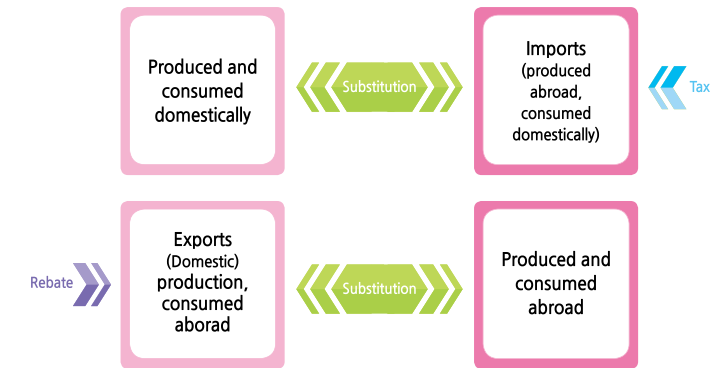 Produced and
consumed
domestically
Substitution
Imports
(produced
abroad,
consumed
domestically)
Tax
Rebate
Exports
(Domestic)
production,
consumed
aborad
Substitution
Produced and
consumed
abroad